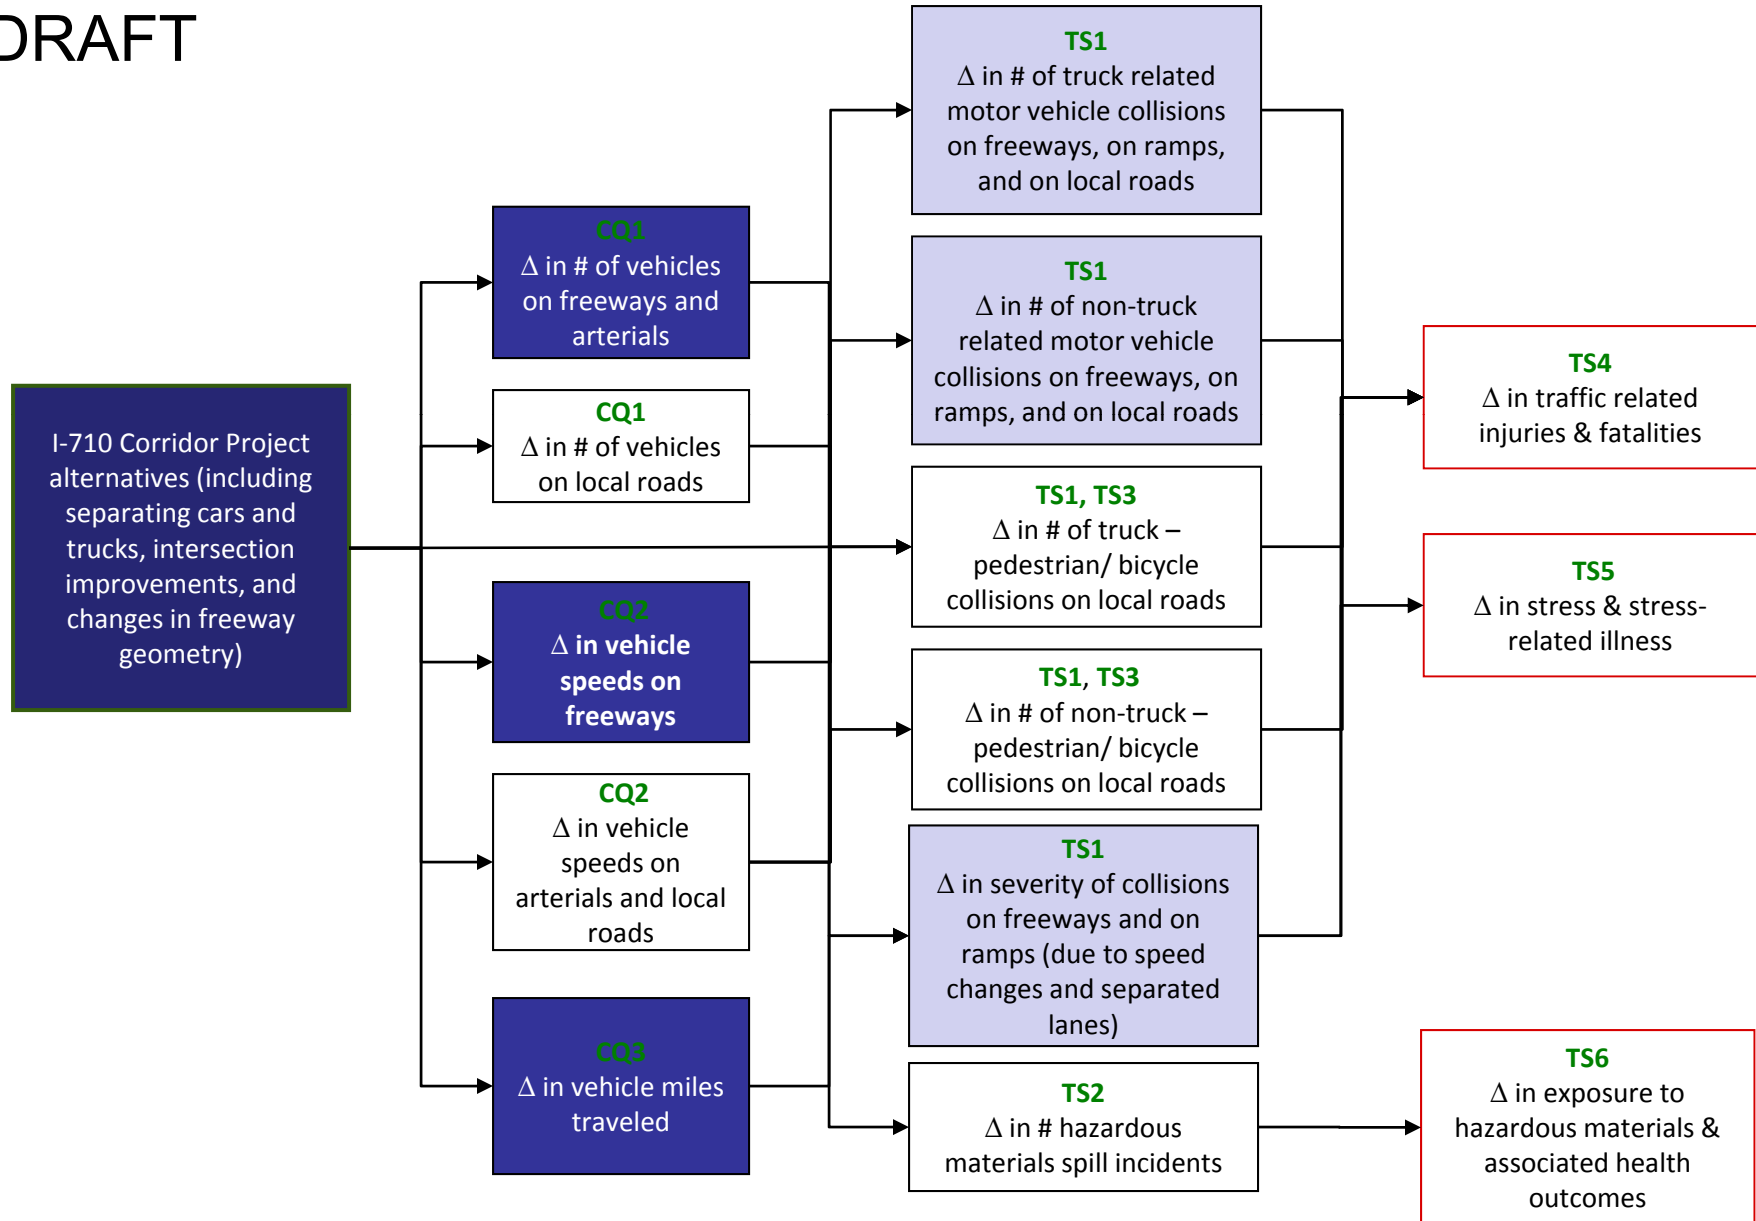 DRAFT
I-710 Corridor Project
alternatives (including
separating cars and
trucks, intersection
improvements, and
changes in freeway
geometry)
CQ1
Δ in # of vehicles
on freeways and
arterials
CQ1
Δ in # of vehicles
on local roads
CQ2
Δ in vehicle
speeds on
freeways
CQ2
Δ in vehicle
speeds on
arterials and local
roads
CQ3
Δ in vehicle miles
traveled
TS1
Δ in # of truck related
motor vehicle collisions
on freeways, on ramps,
and on local roads
TS1
Δ in # of non-truck
related motor vehicle
collisions on freeways, on
ramps, and on local roads
TS1, TS3
Δ in # of truck –
pedestrian/ bicycle
collisions on local roads
TS1, TS3
Δ in # of non-truck –
pedestrian/ bicycle
collisions on local roads
TS1
Δ in severity of collisions
on freeways and on
ramps (due to speed
changes and separated
lanes)
TS2
Δ in # hazardous
materials spill incidents
TS4
Δ in traffic related
injuries & fatalities
TS5
Δ in stress & stress-
related illness
TS6
Δ in exposure to
hazardous materials &
associated health
outcomes